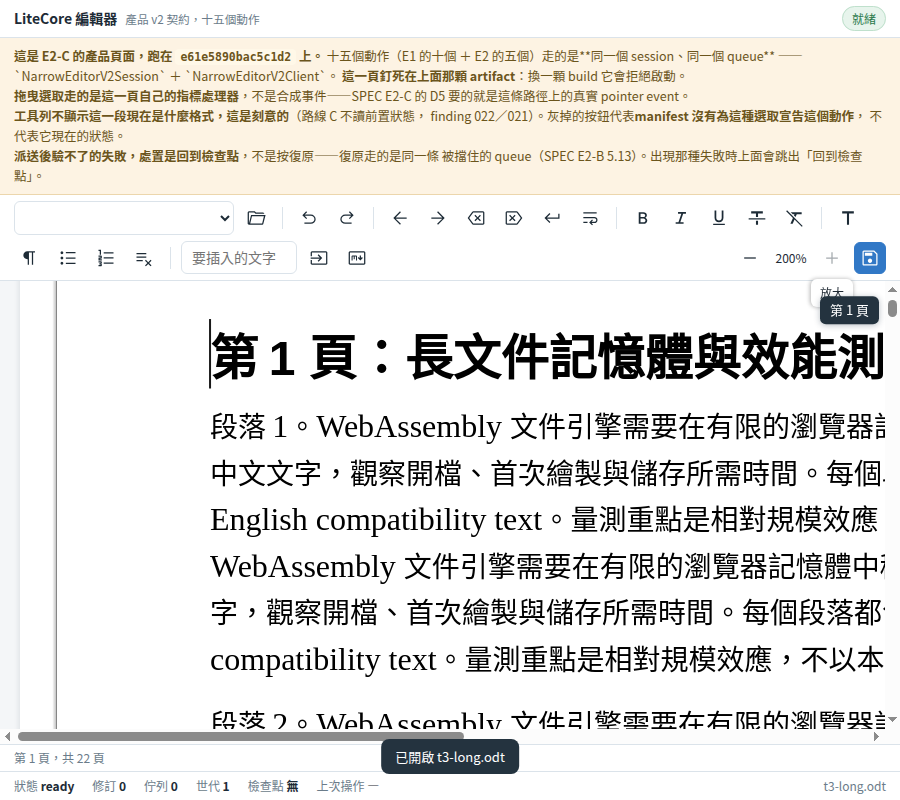 LiteCore 編輯器 產品 v2 契約，十五個動作 就緒
這是 E2-C 的產品頁面，跑在 e61e5890bac5c1d2 上。 十五個動作（E1 的十個 ＋ E2 的五個）走的是**同一個 session、同一個 queue** ——
`NarrowEditorV2Session` ＋ `NarrowEditorV2Client`。 這一頁釘死在上面那顆 artifact：換一顆 build 它會拒絕啟動。
拖曳選取走的是這一頁自己的指標處理器，不是合成事件——SPEC E2-C 的 D5 要的就是這條路徑上的真實 pointer event。
工具列不顯示這一段現在是什麼格式，這是刻意的（路線 C 不讀前置狀態， finding 022／021）。灰掉的按鈕代表manifest 沒有為這種選取宣告這個動作， 不
代表它現在的狀態。
派送後驗不了的失敗，處置是回到檢查點，不是按復原——復原走的是同一條 被擋住的 queue（SPEC E2-B 5.13）。出現那種失敗時上面會跳出「回到檢查
點」。
要插入的文字 200%
放大
第 1 頁
第 1 頁：長文件記憶體與效能測
段落 1。WebAssembly 文件引擎需要在有限的瀏覽器
中文文字，觀察開檔、首次繪製與儲存所需時間。每個
English compatibility text。量測重點是相對規模效應
WebAssembly 文件引擎需要在有限的瀏覽器記憶體中
字，觀察開檔、首次繪製與儲存所需時間。每個段落都
compatibility text。量測重點是相對規模效應，不以本
段落 2。WebAssembly 文件引擎需要在有限的瀏覽器
第 1 頁，共 22 頁
已開啟 t3-long.odt
狀態 ready 修訂 0 佇列 0 世代 1 檢查點 無 上次操作 — t3-long.odt